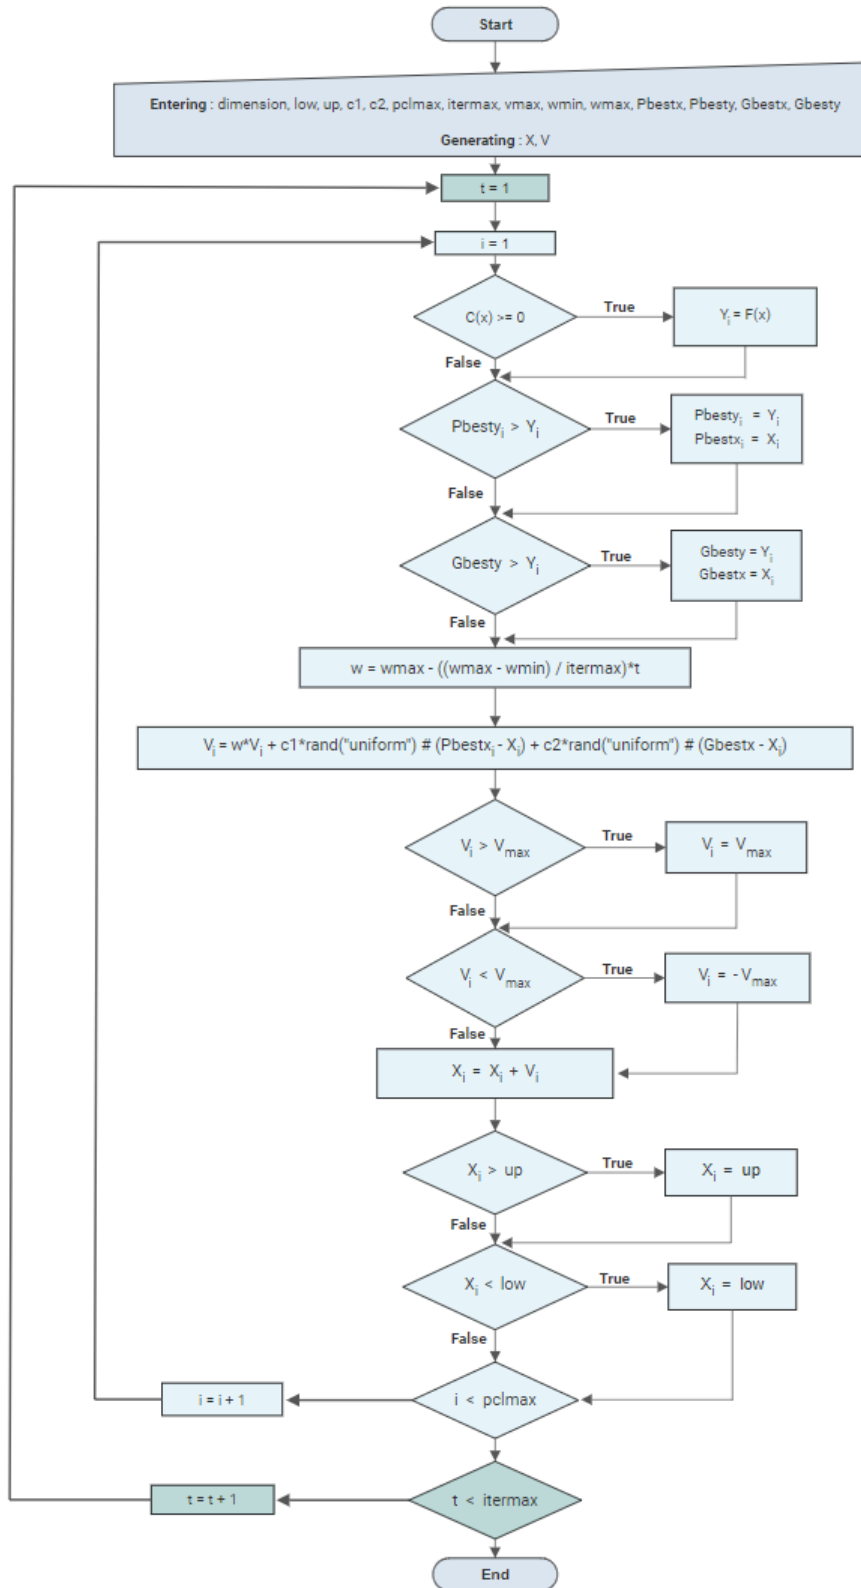 Start
Entering : dimension, low, up, c1, c2, pclmax, itermax, vmax, wmin, wmax, Pbestx, Pbesty, Gbestx, Gbesty
Generating : X, V
t = 1
i = 1
C(x) >= 0
True
Yi = F(x)
False
Pbestyi > Yi
True
Pbestyi = Yi
Pbestxi = Xi
False
Gbesty > Yi
True
Gbesty = Yi
Gbestx = Xi
False
w = wmax - ((wmax - wmin) / itermax)*t
Vi = w*Vi + c1*rand("uniform") # (Pbestxi - Xi) + c2*rand("uniform") # (Gbestx - Xi)
Vi > Vmax
True
Vi = Vmax
False
Vi < Vmax
True
Vi = - Vmax
False
Xi = Xi + Vi
Xi > up
True
Xi = up
False
Xi < low
True
Xi = low
False
i < pclmax
i = i + 1
t < itermax
t = t + 1
End